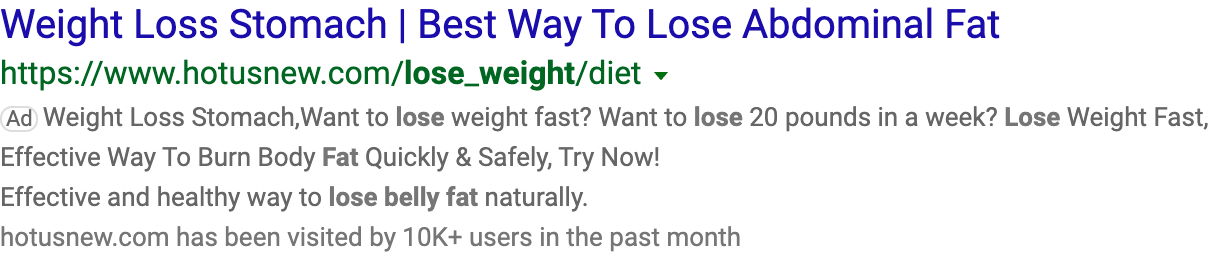 Weight Loss Stomach | Best Way To Lose Abdominal Fat
https://www.hotusnew.com/lose_weight/diet
Ad Weight Loss Stomach,Want to lose weight fast? Want to lose 20 pounds in a week? Lose Weight Fast,
Effective Way To Burn Body Fat Quickly & Safely, Try Now!
Effective and healthy way to lose belly fat naturally.
hotusnew.com has been visited by 10K+ users in the past month